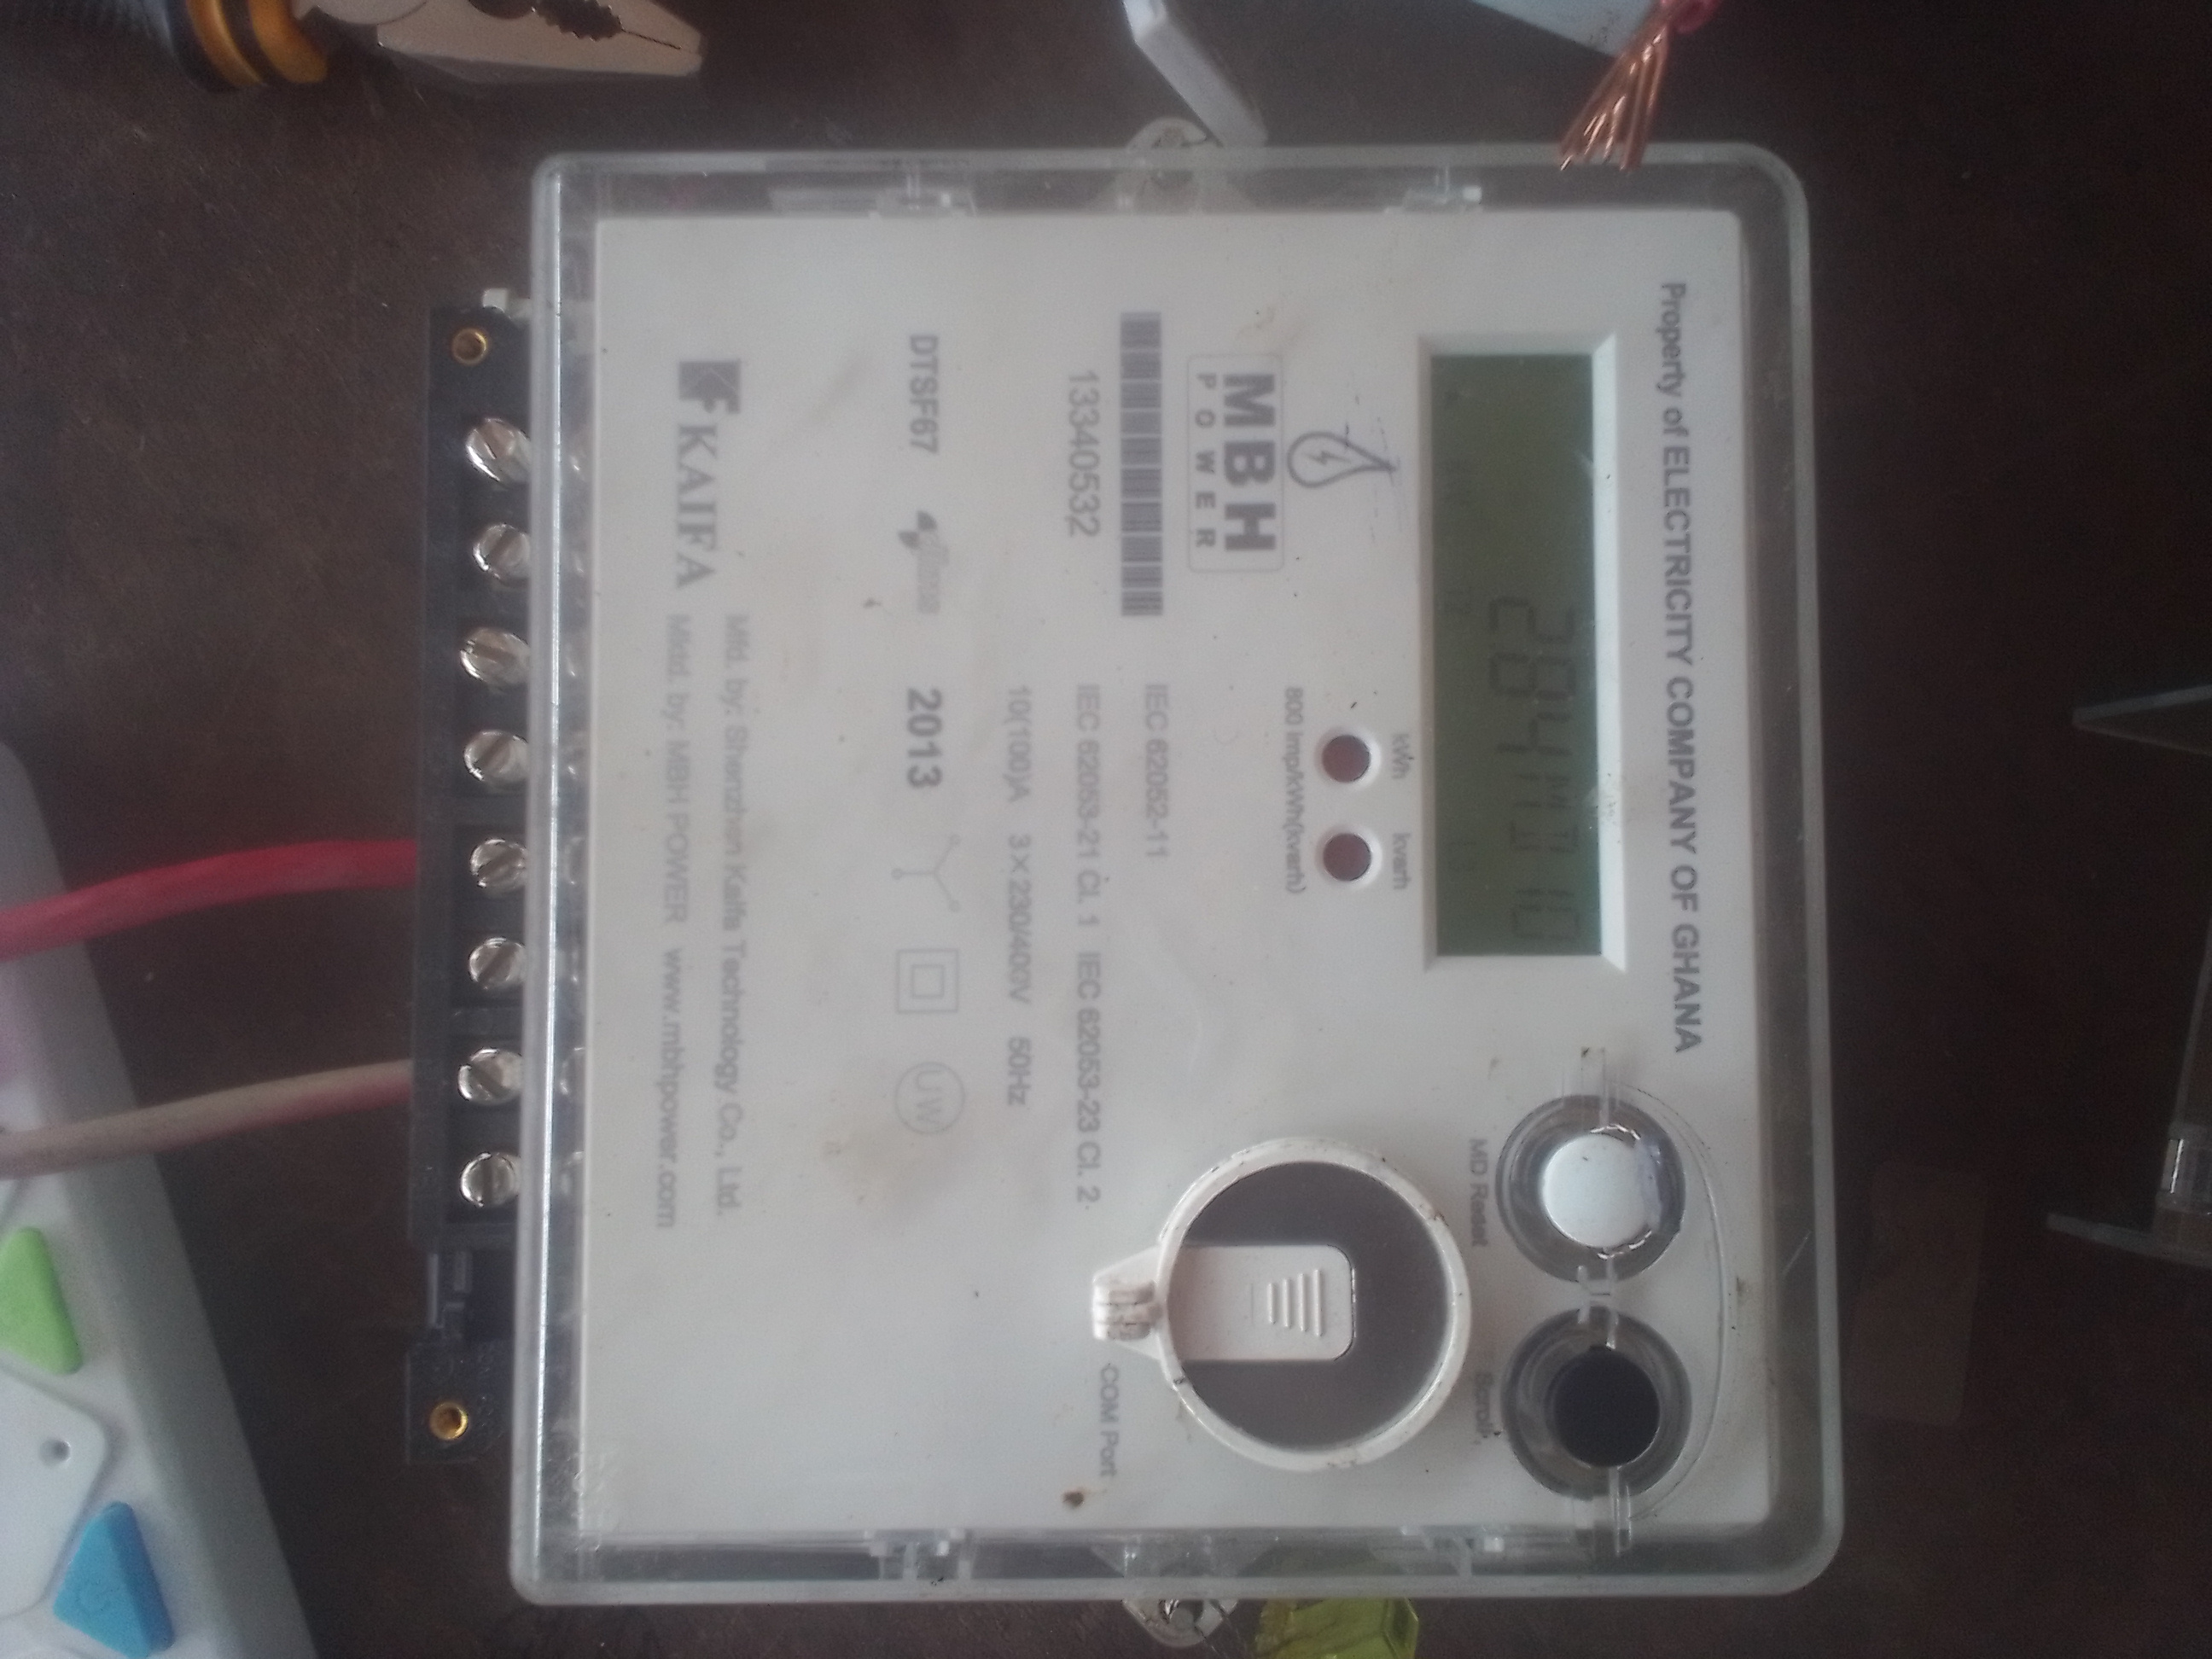 Property of ELECTRICITY COMPANY OF GHANA
MBH
POWER
kWh
kvarh
800 imp/kWh(kvarh)
MD Reset
Scroll
13340532
IEC 62052-11
IEC 62053-21 Cl. 1 IEC 62053-23 Cl. 2
10(100)A 3×230/400V 50Hz
COM Port
DTSF67
2013
UW
KAIFA
Mfd. by: Shenzhen Kaifa Technology Co., Ltd.
Mktd. by: MBH POWER www.mbhpower.com